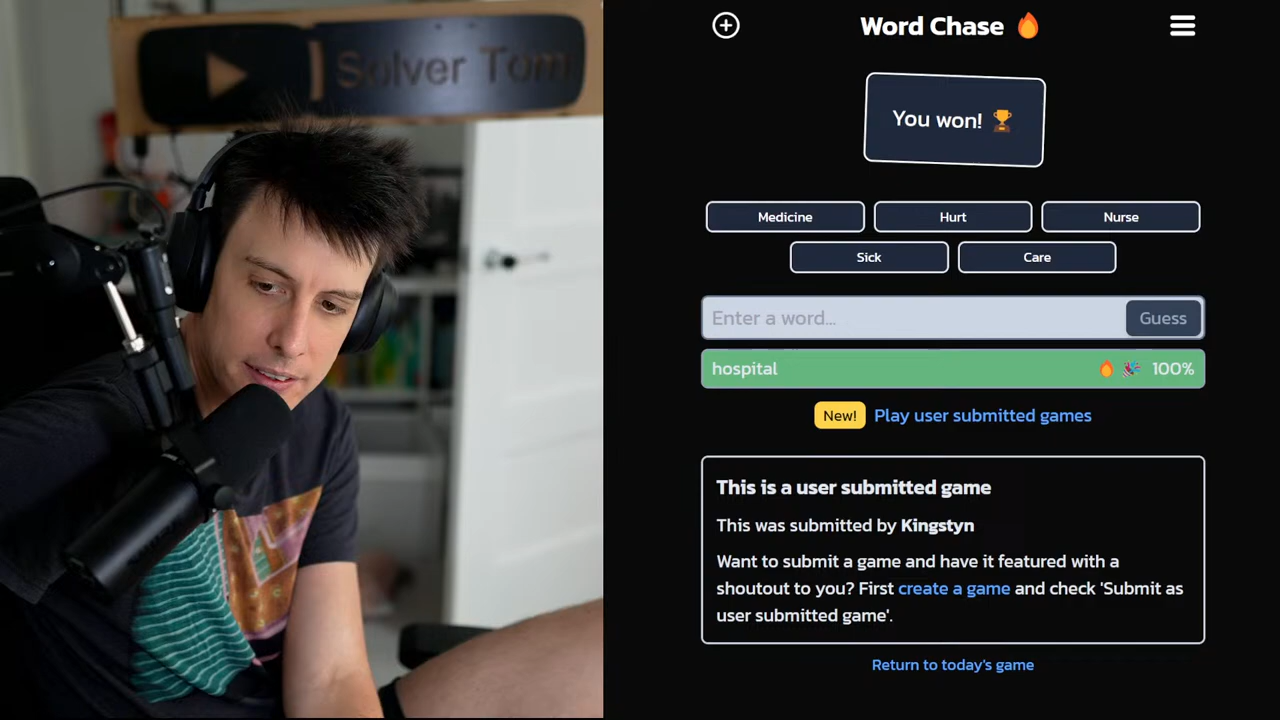 Solver Tom
Word Chase 🔥
You won! 🏆
Medicine
Hurt
Nurse
Sick
Care
Enter a word...
Guess
hospital
🔥 🎉 100%
New!
Play user submitted games
This is a user submitted game
This was submitted by Kingstyn
Want to submit a game and have it featured with a
shoutout to you? First create a game and check 'Submit as
user submitted game'.
Return to today's game